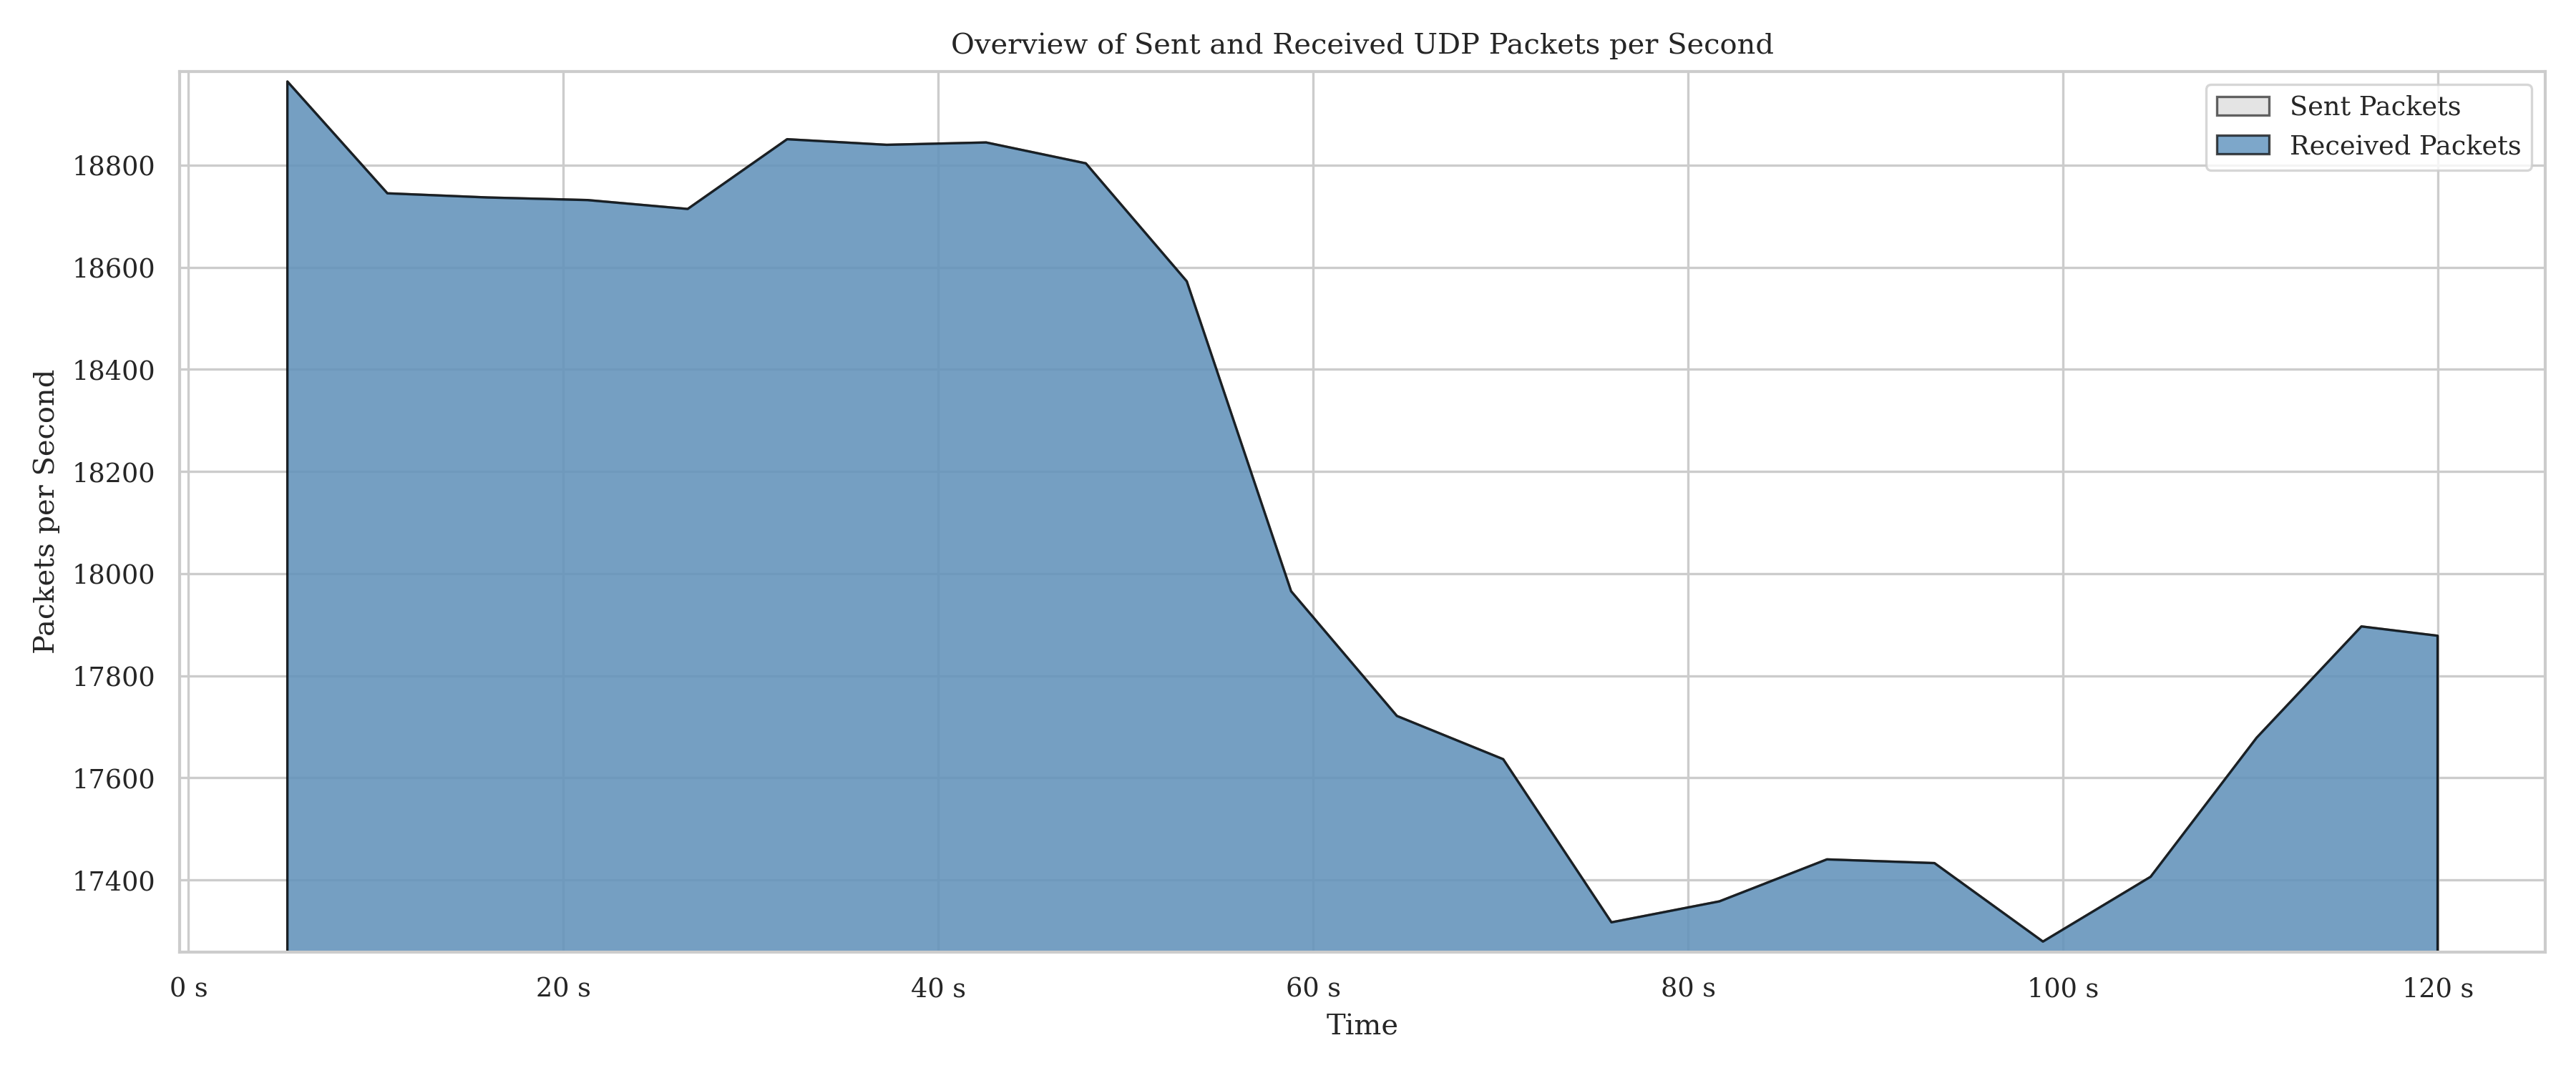 Overview of Sent and Received UDP Packets per Second
Sent Packets
Received Packets
Packets per Second
18800
18600
18400
18200
18000
17800
17600
17400
0 s
20 s
40 s
60 s
80 s
100 s
120 s
Time